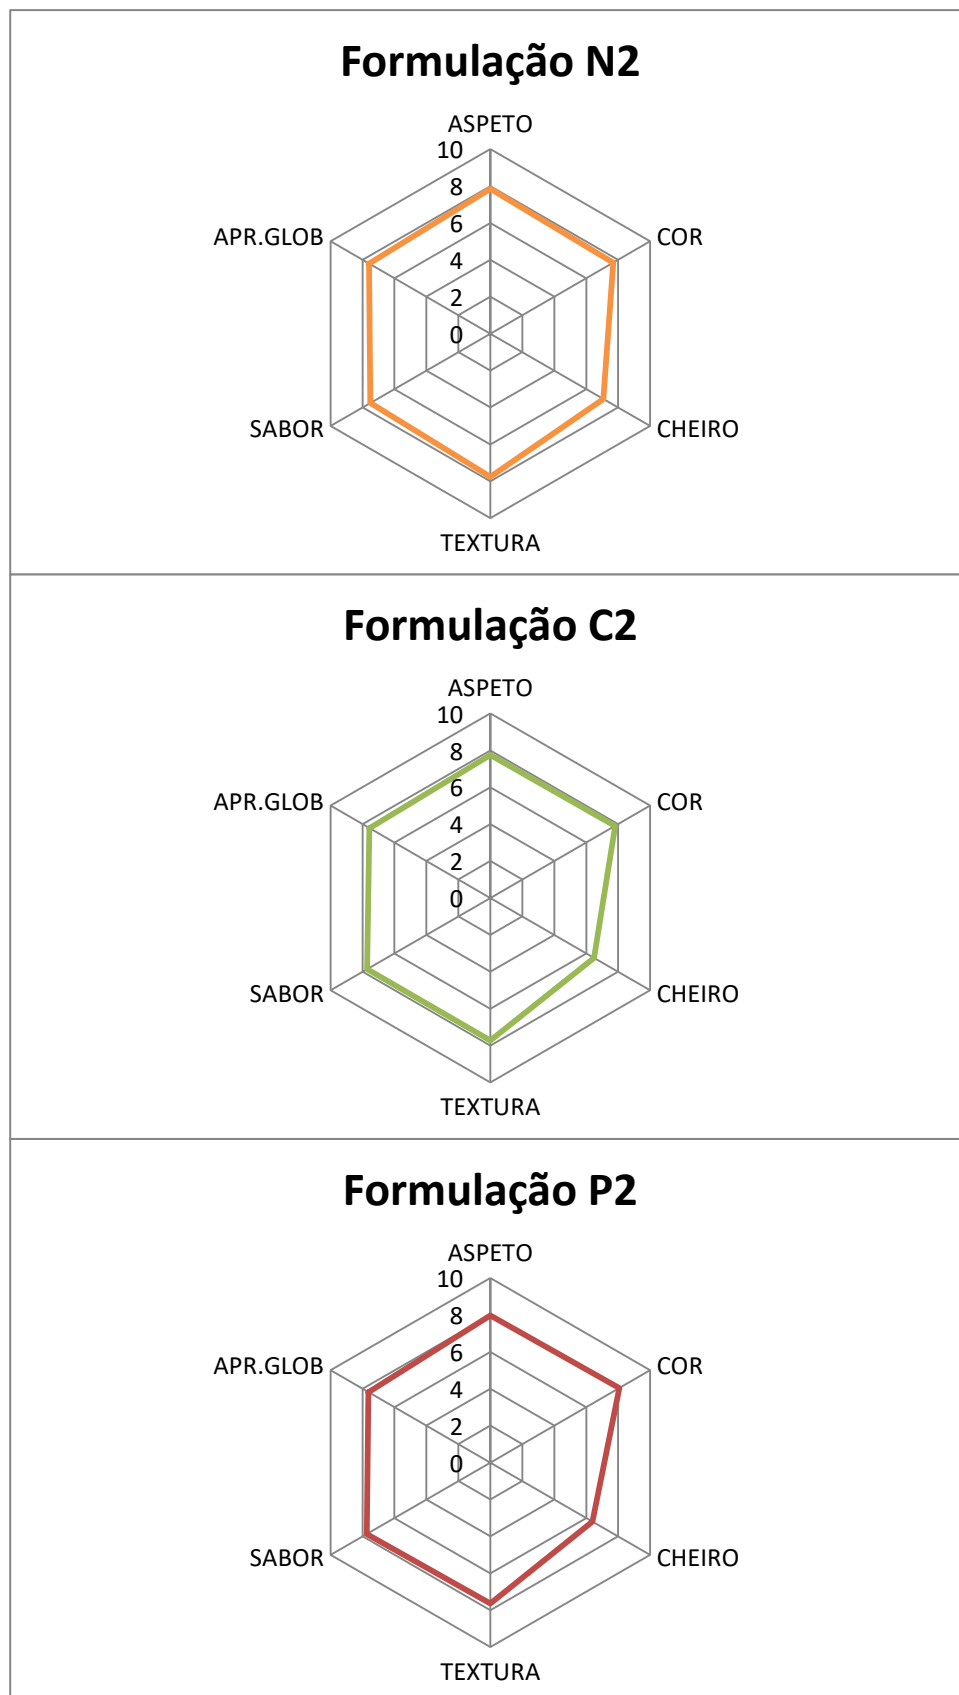 Formulação N2
ASPETO
10
8
6
4
2
0
APR.GLOB
COR
SABOR
CHEIRO
TEXTURA
Formulação C2
ASPETO
10
8
6
4
2
0
APR.GLOB
COR
SABOR
CHEIRO
TEXTURA
Formulação P2
ASPETO
10
8
6
4
2
0
APR.GLOB
COR
SABOR
CHEIRO
TEXTURA